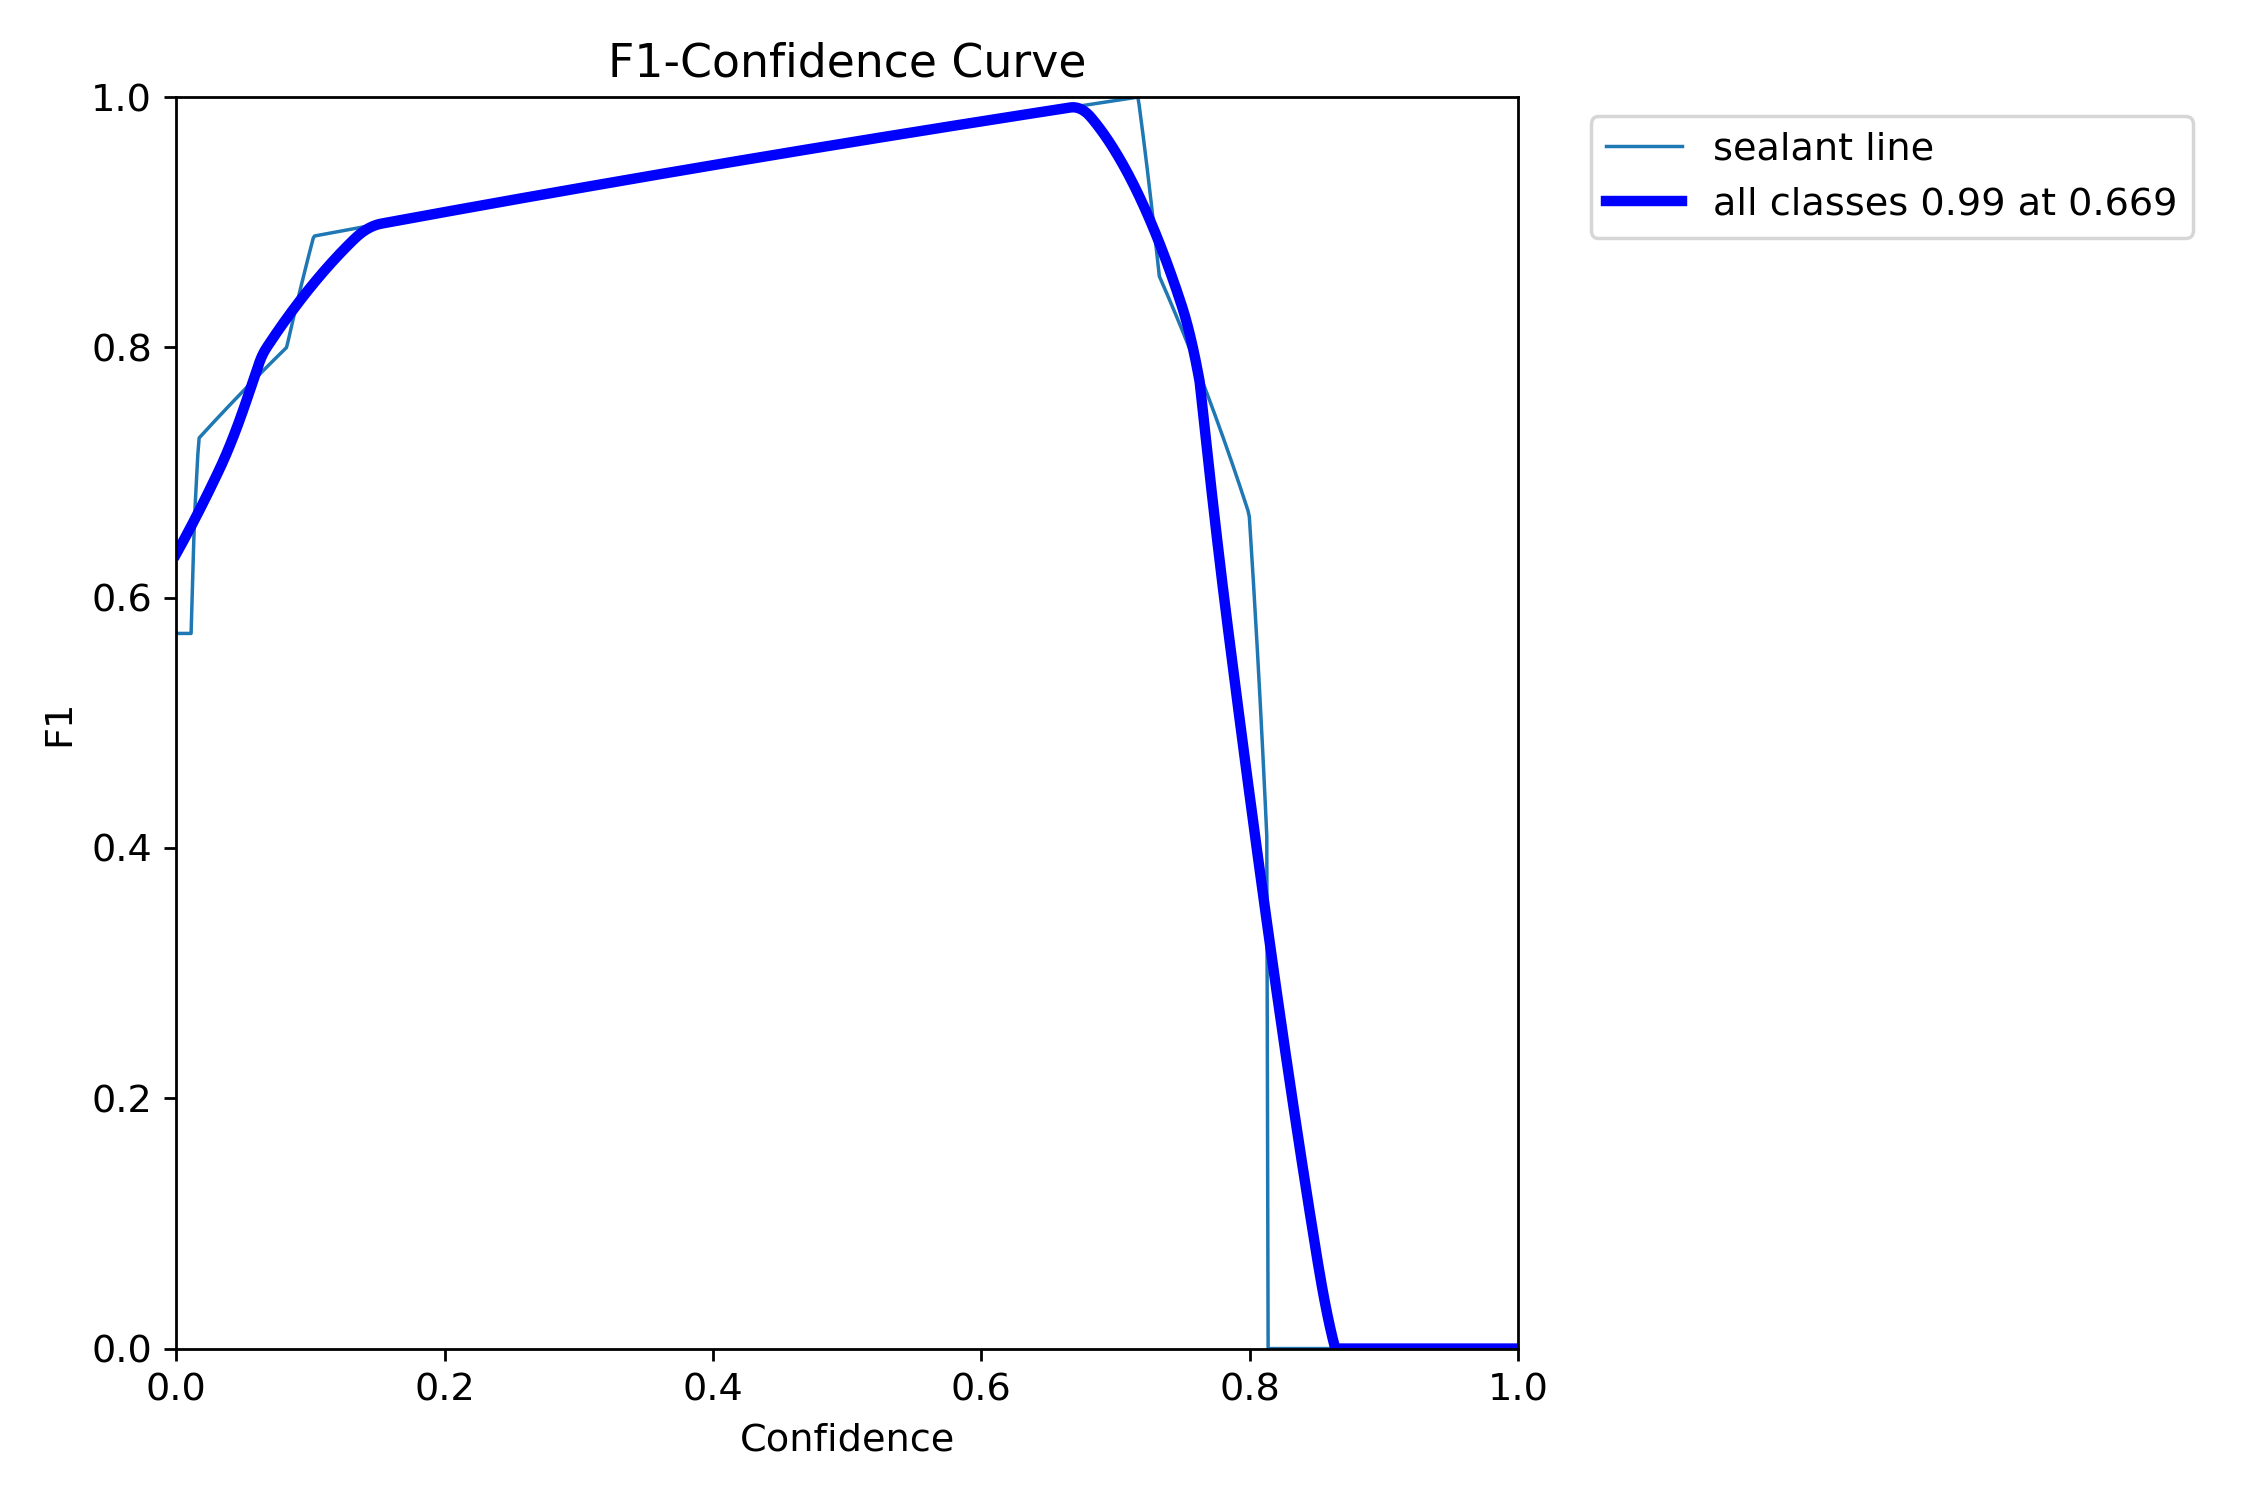 F1-Confidence Curve
1.0
0.8
0.6
0.4
0.2
0.0
F1
0.0 0.2 0.4 0.6 0.8 1.0
Confidence
sealant line
all classes 0.99 at 0.669